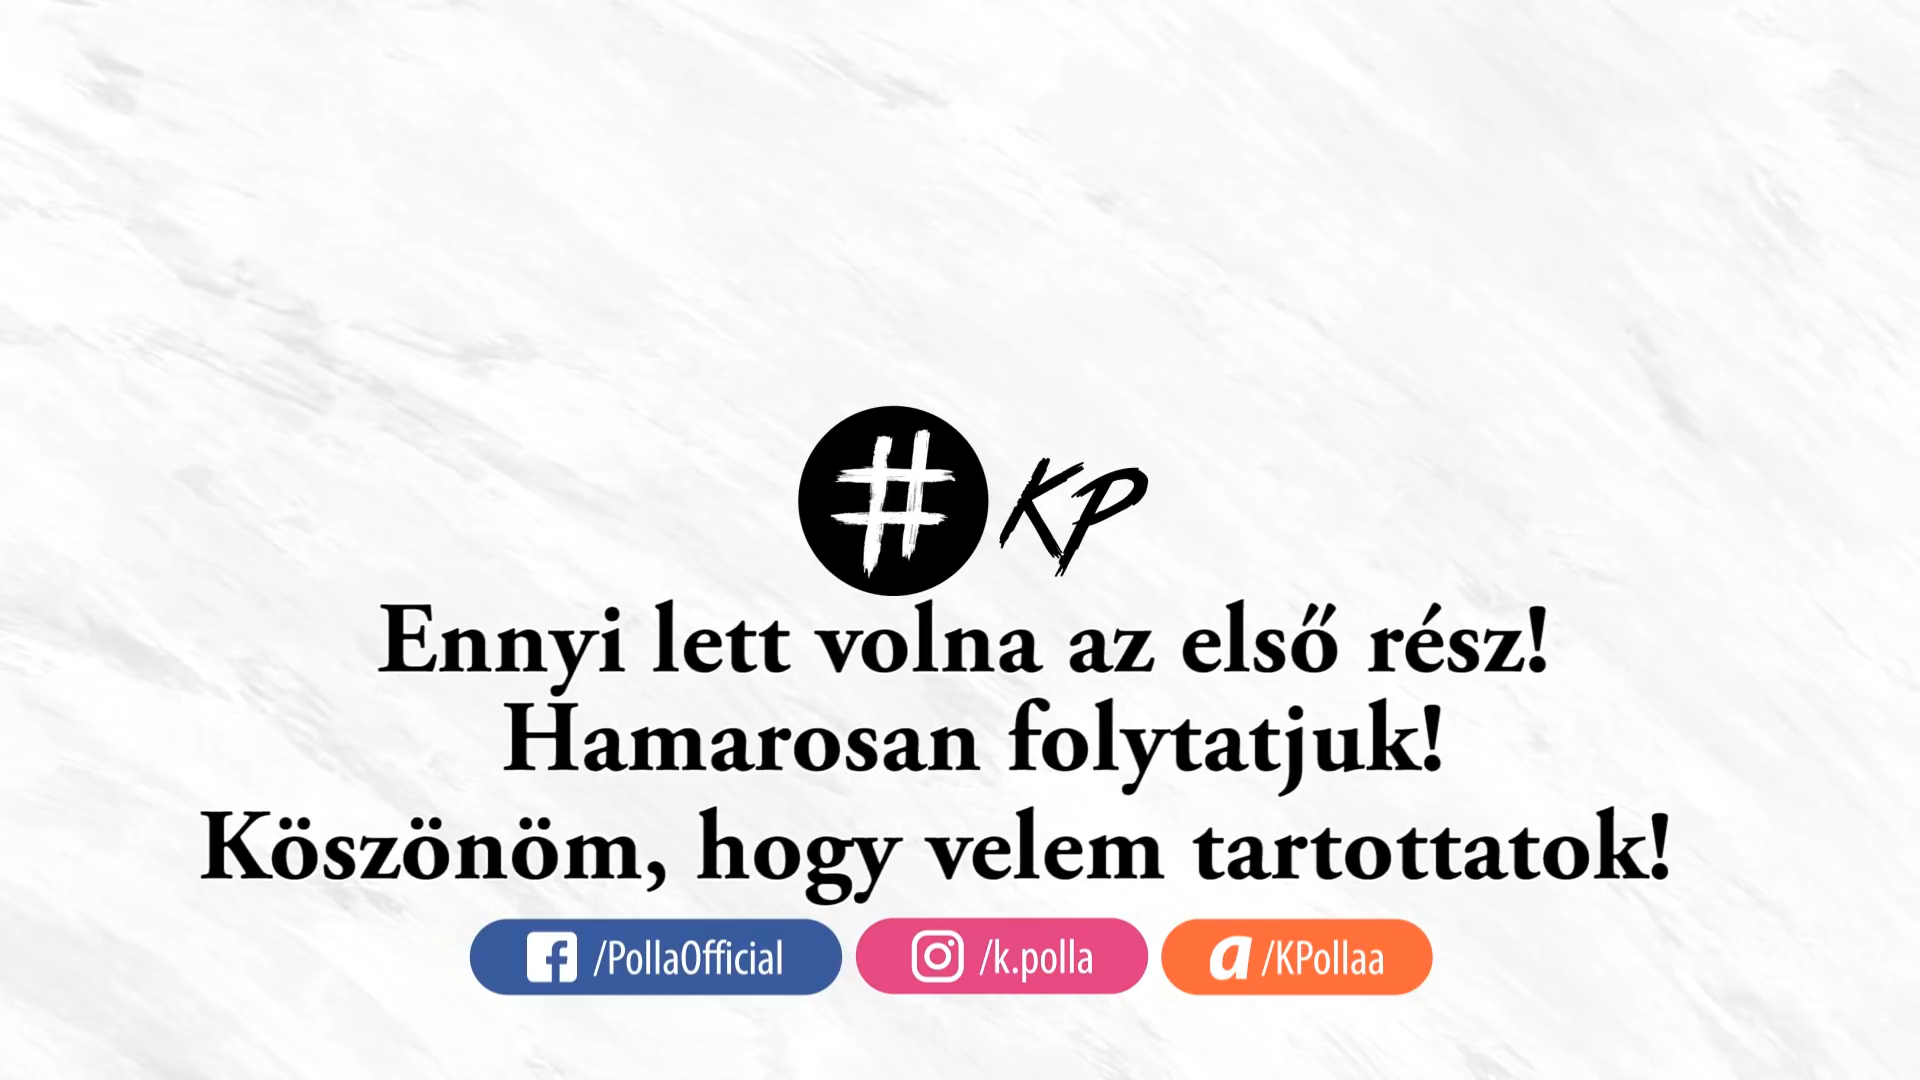 # KP
Ennyi lett volna az első rész!
Hamarosan folytatjuk!
Köszönöm, hogy velem tartottatok!
/PollaOfficial /k.polla a /KPollaa